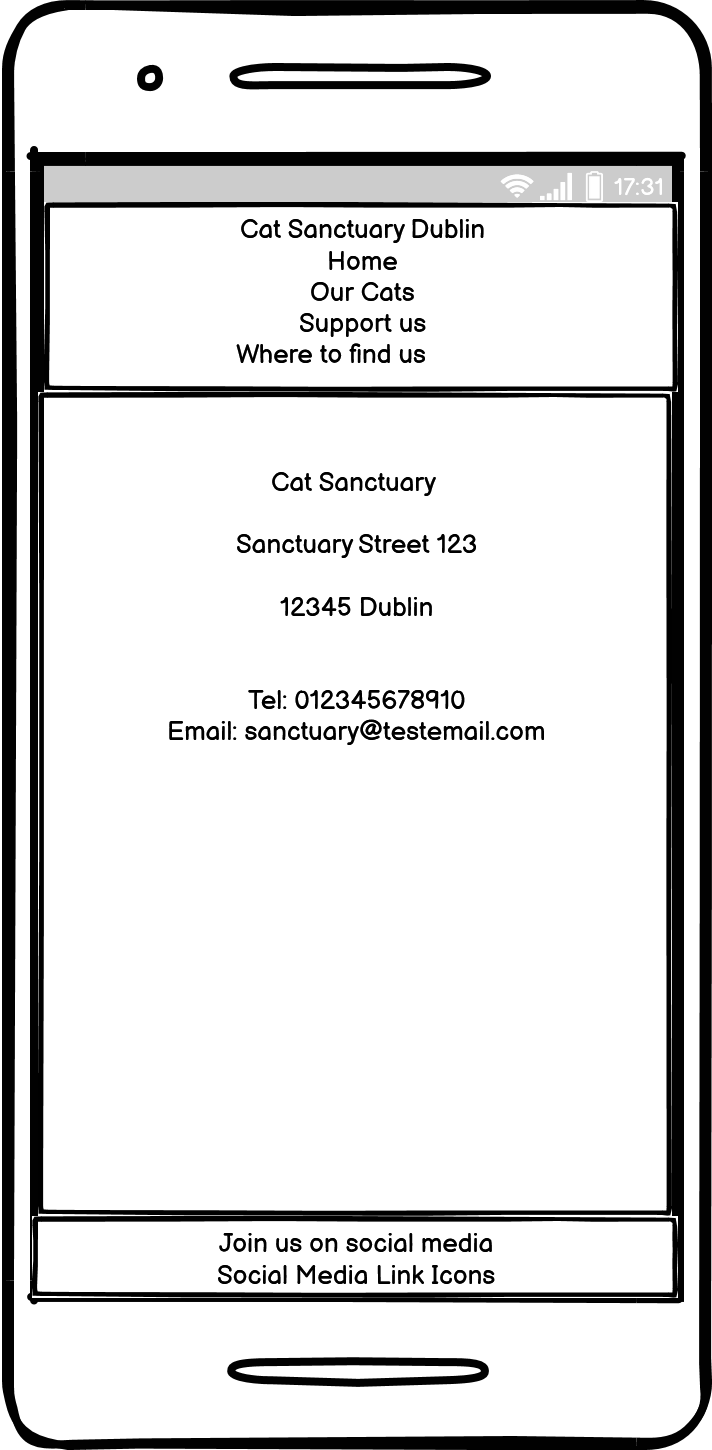 17:31
Cat Sanctuary Dublin
Home
Our Cats
Support us
Where to find us
Cat Sanctuary
Sanctuary Street 123
12345 Dublin
Tel: 012345678910
Email: sanctuary@testemail.com
Join us on social media
Social Media Link Icons